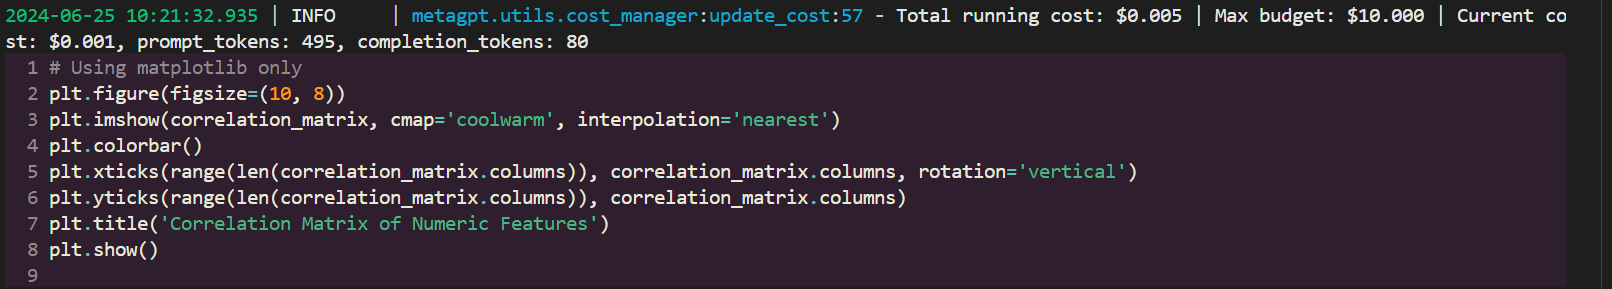 2024-06-25 10:21:32.935 | INFO     | metagpt.utils.cost_manager:update_cost:57 - Total running cost: $0.005 | Max budget: $10.000 | Current co
st: $0.001, prompt_tokens: 495, completion_tokens: 80
1 # Using matplotlib only
2 plt.figure(figsize=(10, 8))
3 plt.imshow(correlation_matrix, cmap='coolwarm', interpolation='nearest')
4 plt.colorbar()
5 plt.xticks(range(len(correlation_matrix.columns)), correlation_matrix.columns, rotation='vertical')
6 plt.yticks(range(len(correlation_matrix.columns)), correlation_matrix.columns)
7 plt.title('Correlation Matrix of Numeric Features')
8 plt.show()
9